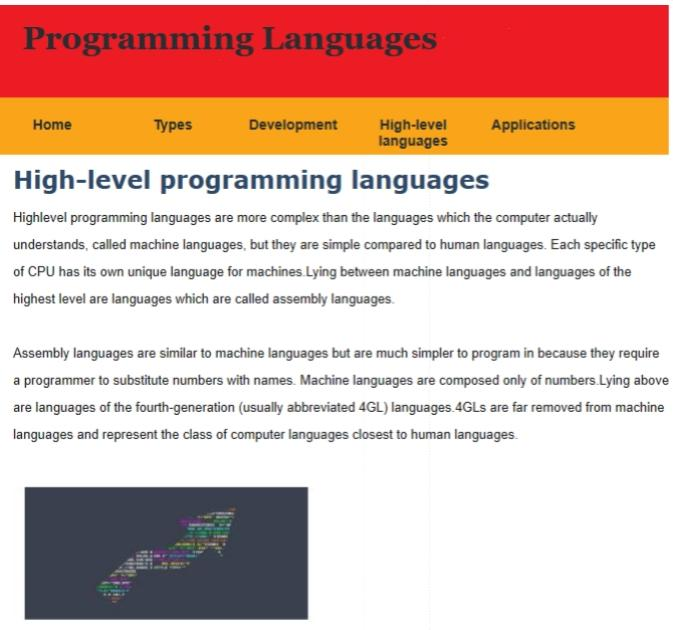 Programming Languages
Home Types Development High-level languages Applications
High-level programming languages
Highlevel programming languages are more complex than the languages which the computer actually
understands, called machine languages, but they are simple compared to human languages. Each specific type
of CPU has its own unique language for machines.Lying between machine languages and languages of the
highest level are languages which are called assembly languages.
Assembly languages are similar to machine languages but are much simpler to program in because they require
a programmer to substitute numbers with names. Machine languages are composed only of numbers.Lying above
are languages of the fourth-generation (usually abbreviated 4GL) languages.4GLs are far removed from machine
languages and represent the class of computer languages closest to human languages.